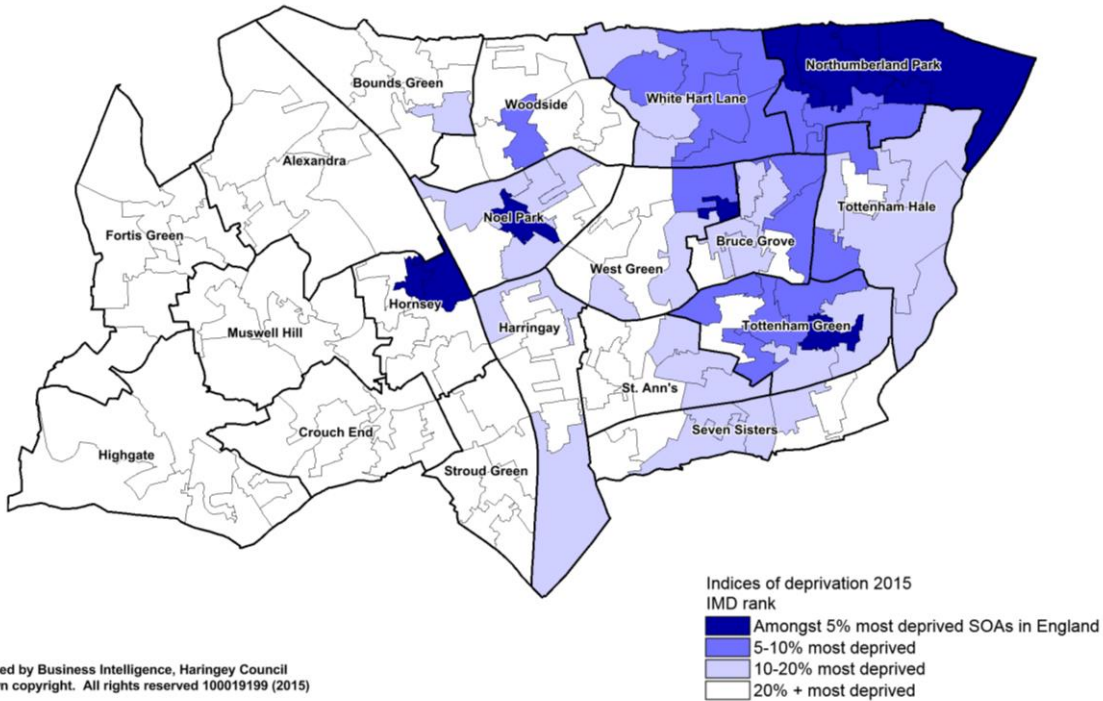 Northumberland Park
Bounds Green
White Hart Lane
Woodside
Alexandra
Tottenham Hale
Noel Park
Fortis Green
Bruce Grove
West Green
Hornsey
Muswell Hill
Harringay
Tottenham Green
St. Ann's
Crouch End
Seven Sisters
Highgate
Stroud Green
Indices of deprivation 2015
IMD rank
Amongst 5% most deprived SOAs in England
5-10% most deprived
10-20% most deprived
20% + most deprived
ed by Business Intelligence, Haringey Council
n copyright. All rights reserved 100019199 (2015)